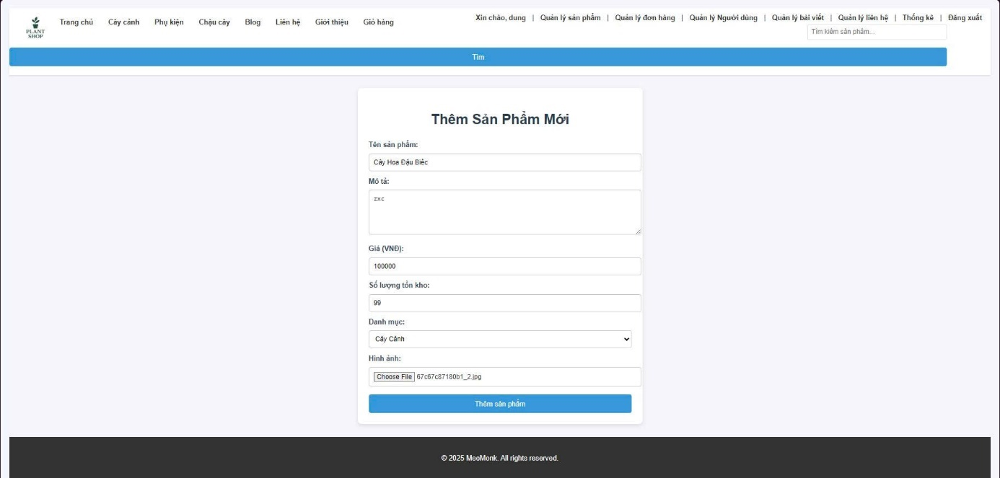 PLANT
SHOP
Trang chủ Cây cảnh Phụ kiện Chậu cây Blog Liên hệ Giới thiệu Giỏ hàng
Xin chào, dung | Quản lý sản phẩm | Quản lý đơn hàng | Quản lý Người dùng | Quản lý bài viết | Quản lý liên hệ | Thống kê | Đăng xuất
Tìm kiếm sản phẩm...
Tìm
Thêm Sản Phẩm Mới
Tên sản phẩm:
Cây Hoa Đậu Biếc
Mô tả:
zxc
Giá (VNĐ):
100000
Số lượng tồn kho:
99
Danh mục:
Cây Cảnh
Hình ảnh:
Choose File 67c67c87180b1_2.jpg
Thêm sản phẩm
© 2025 MeoMonk. All rights reserved.